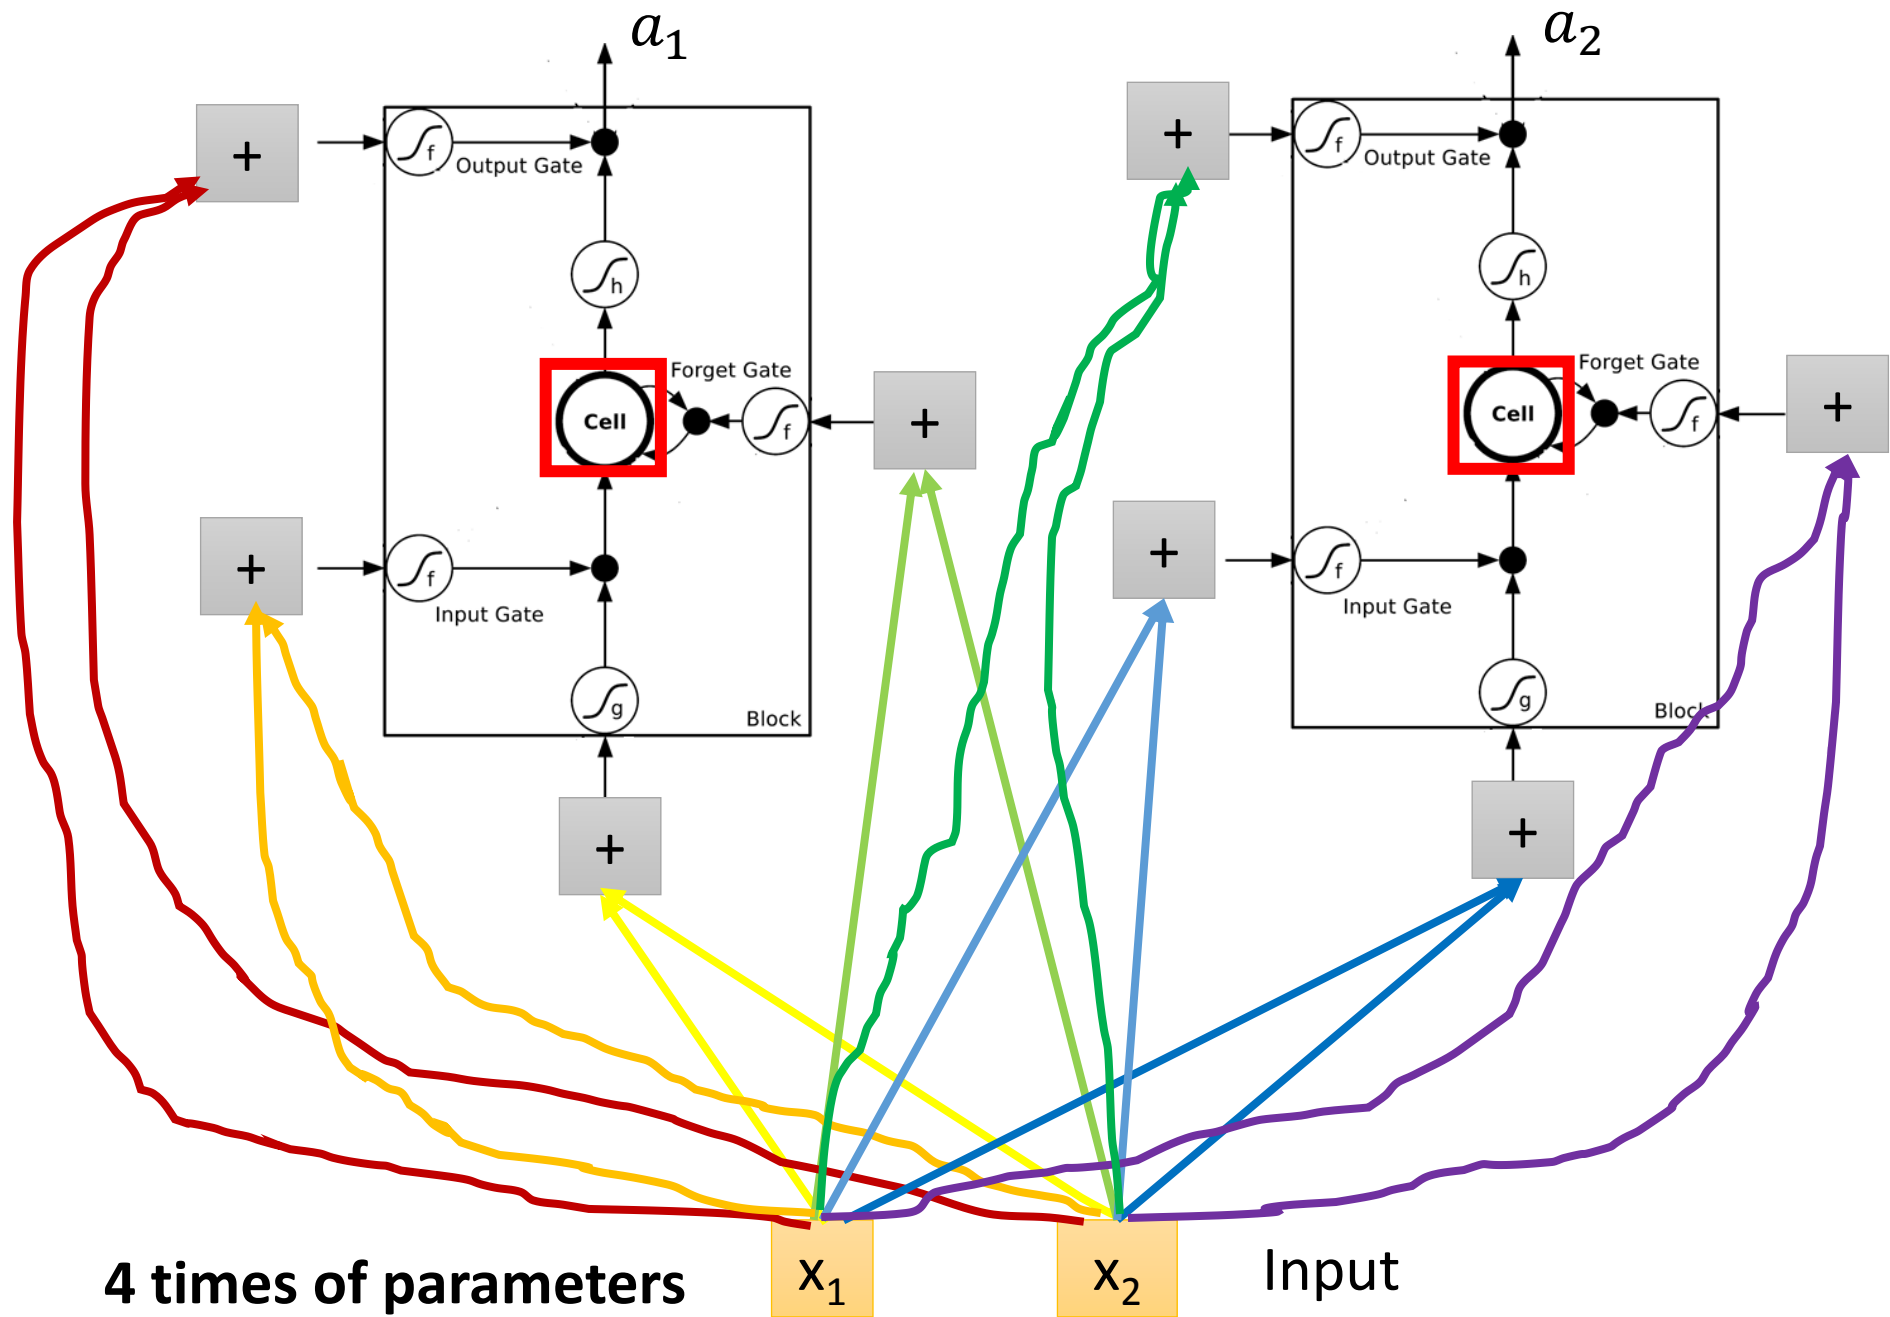 a₁
a₂
+
f
Output Gate
+
f
Output Gate
h
h
Forget Gate
Forget Gate
Cell
f
+
Cell
f
+
+
f
Input Gate
+
f
Input Gate
g
Block
g
Block
+
+
4 times of parameters
x₁
x₂
Input